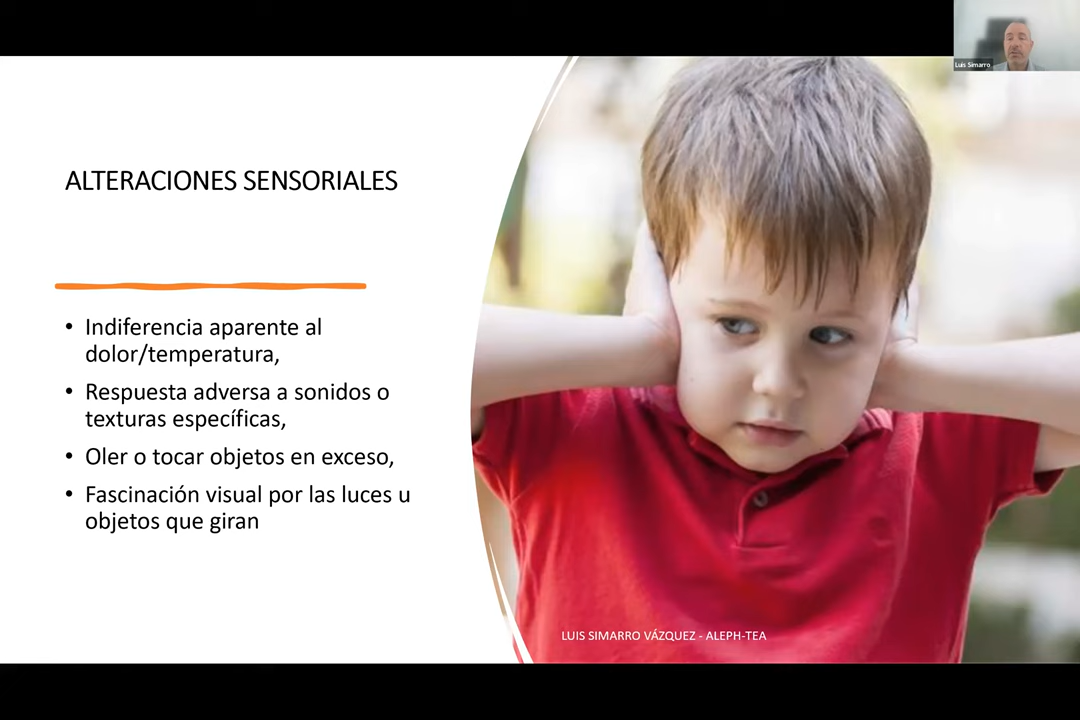 Luis Simarro
ALTERACIONES SENSORIALES
• Indiferencia aparente al
dolor/temperatura,
• Respuesta adversa a sonidos o
texturas específicas,
• Oler o tocar objetos en exceso,
• Fascinación visual por las luces u
objetos que giran
LUIS SIMARRO VÁZQUEZ - ALEPH-TEA